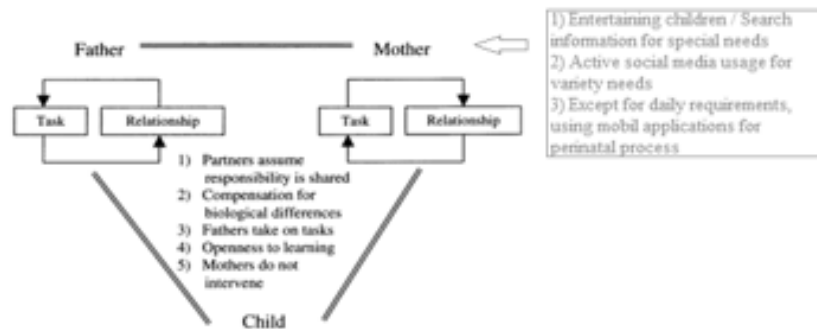 Father
Mother
1) Entertaining children / Search
information for special needs
2) Active social media usage for
variety needs
3) Except for daily requirements,
using mobil applications for
perinatal process
Task
Relationship
Task
Relationship
1) Partners assume
responsibility is shared
2) Compensation for
biological differences
3) Fathers take on tasks
4) Openness to learning
5) Mothers do not
intervene
Child